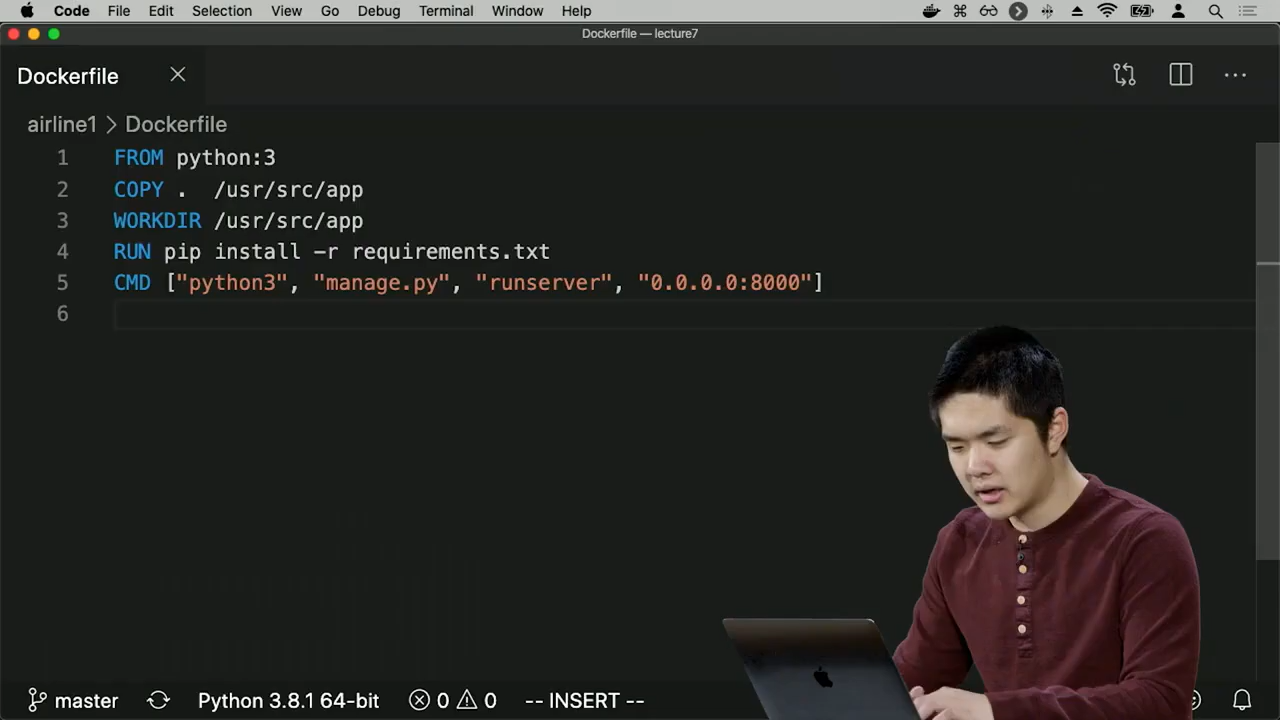 Code File Edit Selection View Go Debug Terminal Window Help
Dockerfile — lecture7
Dockerfile
airline1 > Dockerfile
1 FROM python:3
2 COPY .  /usr/src/app
3 WORKDIR /usr/src/app
4 RUN pip install -r requirements.txt
5 CMD ["python3", "manage.py", "runserver", "0.0.0.0:8000"]
6
master Python 3.8.1 64-bit 0 0 -- INSERT --